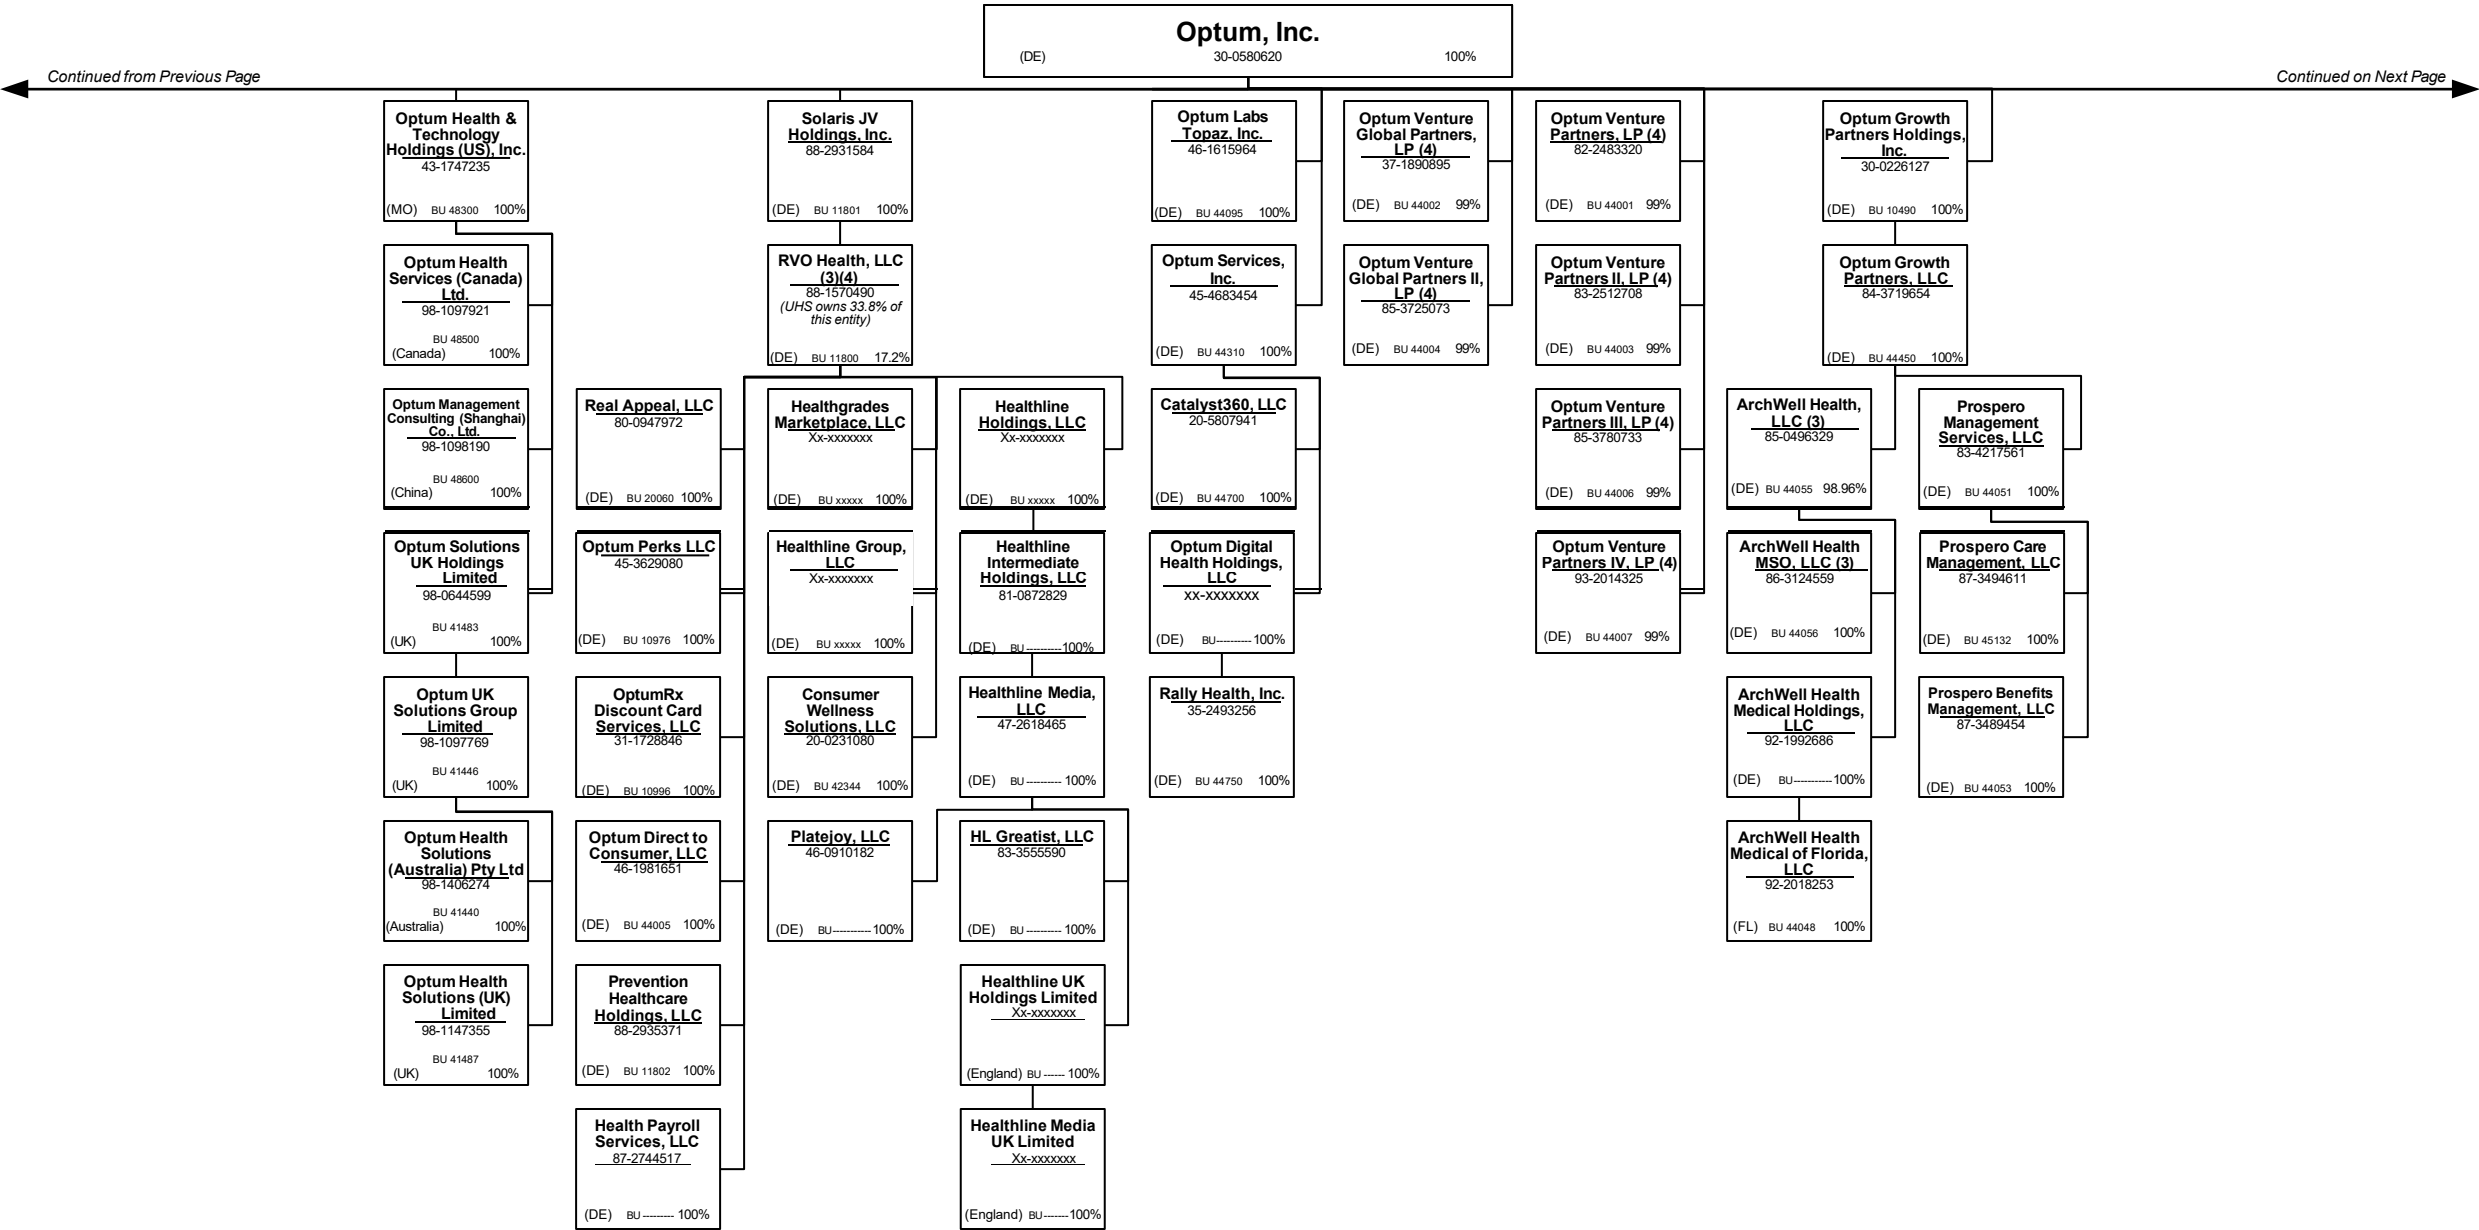 Optum, Inc.
(DE) 30-0580620 100%
Continued from Previous Page
Continued on Next Page
Optum Health &
Technology
Holdings (US), Inc.
43-1747235
(MO) BU 48300 100%
Optum Health
Services (Canada)
Ltd.
98-1097921
BU 48500
(Canada) 100%
Optum Management
Consulting (Shanghai)
Co., Ltd.
98-1098190
BU 48600
(China) 100%
Optum Solutions
UK Holdings
Limited
98-0644599
BU 41483
(UK) 100%
Optum UK
Solutions Group
Limited
98-1097769
BU 41446
(UK) 100%
Optum Health
Solutions
(Australia) Pty Ltd
98-1406274
BU 41440
(Australia) 100%
Optum Health
Solutions (UK)
Limited
98-1147355
BU 41487
(UK) 100%
Solaris JV
Holdings, Inc.
88-2931584
(DE) BU 11801 100%
RVO Health, LLC
(3)(4)
88-1570490
(UHS owns 33.8% of
this entity)
(DE) BU 11800 17.2%
Real Appeal, LLC
80-0947972
(DE) BU 20060 100%
Optum Perks LLC
45-3629080
(DE) BU 10976 100%
OptumRx
Discount Card
Services, LLC
31-1728846
(DE) BU 10996 100%
Optum Direct to
Consumer, LLC
46-1981651
(DE) BU 44005 100%
Prevention
Healthcare
Holdings, LLC
88-2935371
(DE) BU 11802 100%
Health Payroll
Services, LLC
87-2744517
(DE) BU --------- 100%
Healthgrades
Marketplace, LLC
Xx-xxxxxxx
(DE) BU xxxxx 100%
Healthline Group,
LLC
Xx-xxxxxxx
(DE) BU xxxxx 100%
Consumer
Wellness
Solutions, LLC
20-0231080
(DE) BU 42344 100%
Platejoy, LLC
46-0910182
(DE) BU----------- 100%
Healthline
Holdings, LLC
Xx-xxxxxxx
(DE) BU xxxxx 100%
Healthline
Intermediate
Holdings, LLC
81-0872829
(DE) BU ----------100%
Healthline Media,
LLC
47-2618465
(DE) BU ---------- 100%
HL Greatist, LLC
83-3555590
(DE) BU ---------- 100%
Healthline UK
Holdings Limited
Xx-xxxxxxx
(England) BU ------ 100%
Healthline Media
UK Limited
Xx-xxxxxxx
(England) BU-------100%
Optum Labs
Topaz, Inc.
46-1615964
(DE) BU 44095 100%
Optum Services,
Inc.
45-4683454
(DE) BU 44310 100%
Catalyst360, LLC
20-5807941
(DE) BU 44700 100%
Optum Digital
Health Holdings,
LLC
xx-xxxxxxx
(DE) BU---------- 100%
Rally Health, Inc.
35-2493256
(DE) BU 44750 100%
Optum Venture
Global Partners,
LP (4)
37-1890895
(DE) BU 44002 99%
Optum Venture
Global Partners II,
LP (4)
85-3725073
(DE) BU 44004 99%
Optum Venture
Partners, LP (4)
82-2483320
(DE) BU 44001 99%
Optum Venture
Partners II, LP (4)
83-2512708
(DE) BU 44003 99%
Optum Venture
Partners III, LP (4)
85-3780733
(DE) BU 44006 99%
Optum Venture
Partners IV, LP (4)
93-2014325
(DE) BU 44007 99%
Optum Growth
Partners Holdings,
Inc.
30-0226127
(DE) BU 10490 100%
Optum Growth
Partners, LLC
84-3719654
(DE) BU 44450 100%
ArchWell Health,
LLC (3)
85-0496329
(DE) BU 44055 98.96%
ArchWell Health
MSO, LLC (3)
86-3124559
(DE) BU 44056 100%
ArchWell Health
Medical Holdings,
LLC
92-1992686
(DE) BU-----------100%
ArchWell Health
Medical of Florida,
LLC
92-2018253
(FL) BU 44048 100%
Prospero
Management
Services, LLC
83-4217561
(DE) BU 44051 100%
Prospero Care
Management, LLC
87-3494611
(DE) BU 45132 100%
Prospero Benefits
Management, LLC
87-3489454
(DE) BU 44053 100%